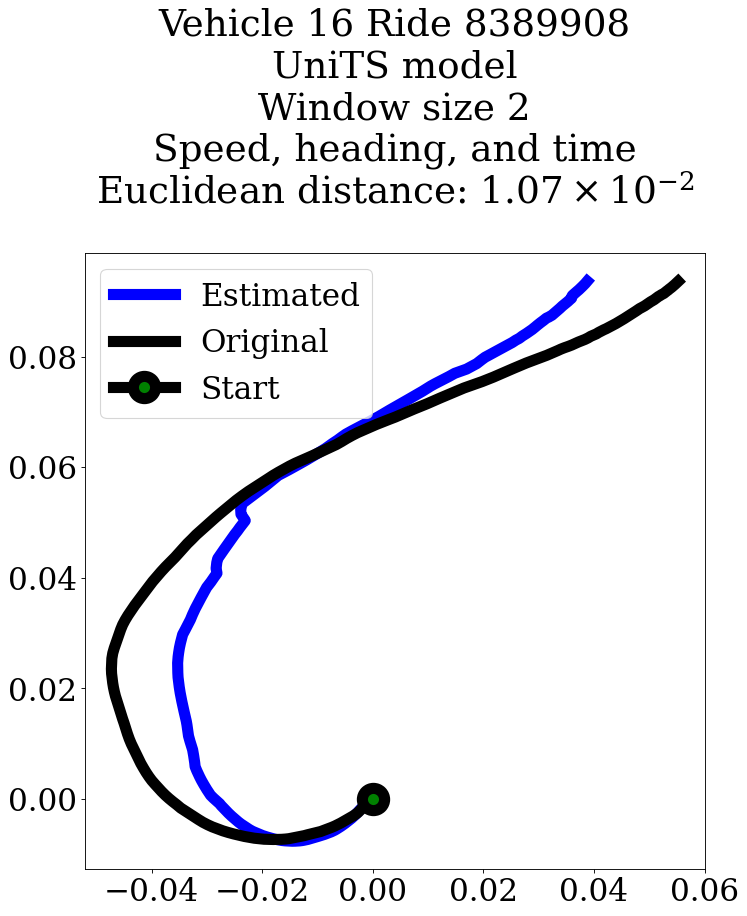 Vehicle 16 Ride 8389908
UniTS model
Window size 2
Speed, heading, and time
Euclidean distance: 1.07 × 10⁻²
Estimated
Original
Start
0.08
0.06
0.04
0.02
0.00
−0.04 −0.02 0.00 0.02 0.04 0.06